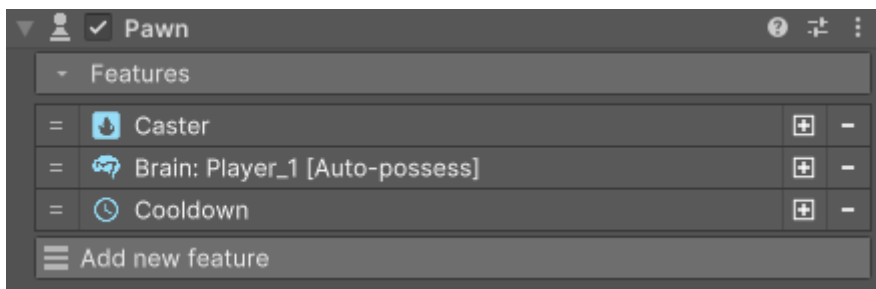 Pawn
Features
Caster
Brain: Player_1 [Auto-possess]
Cooldown
Add new feature